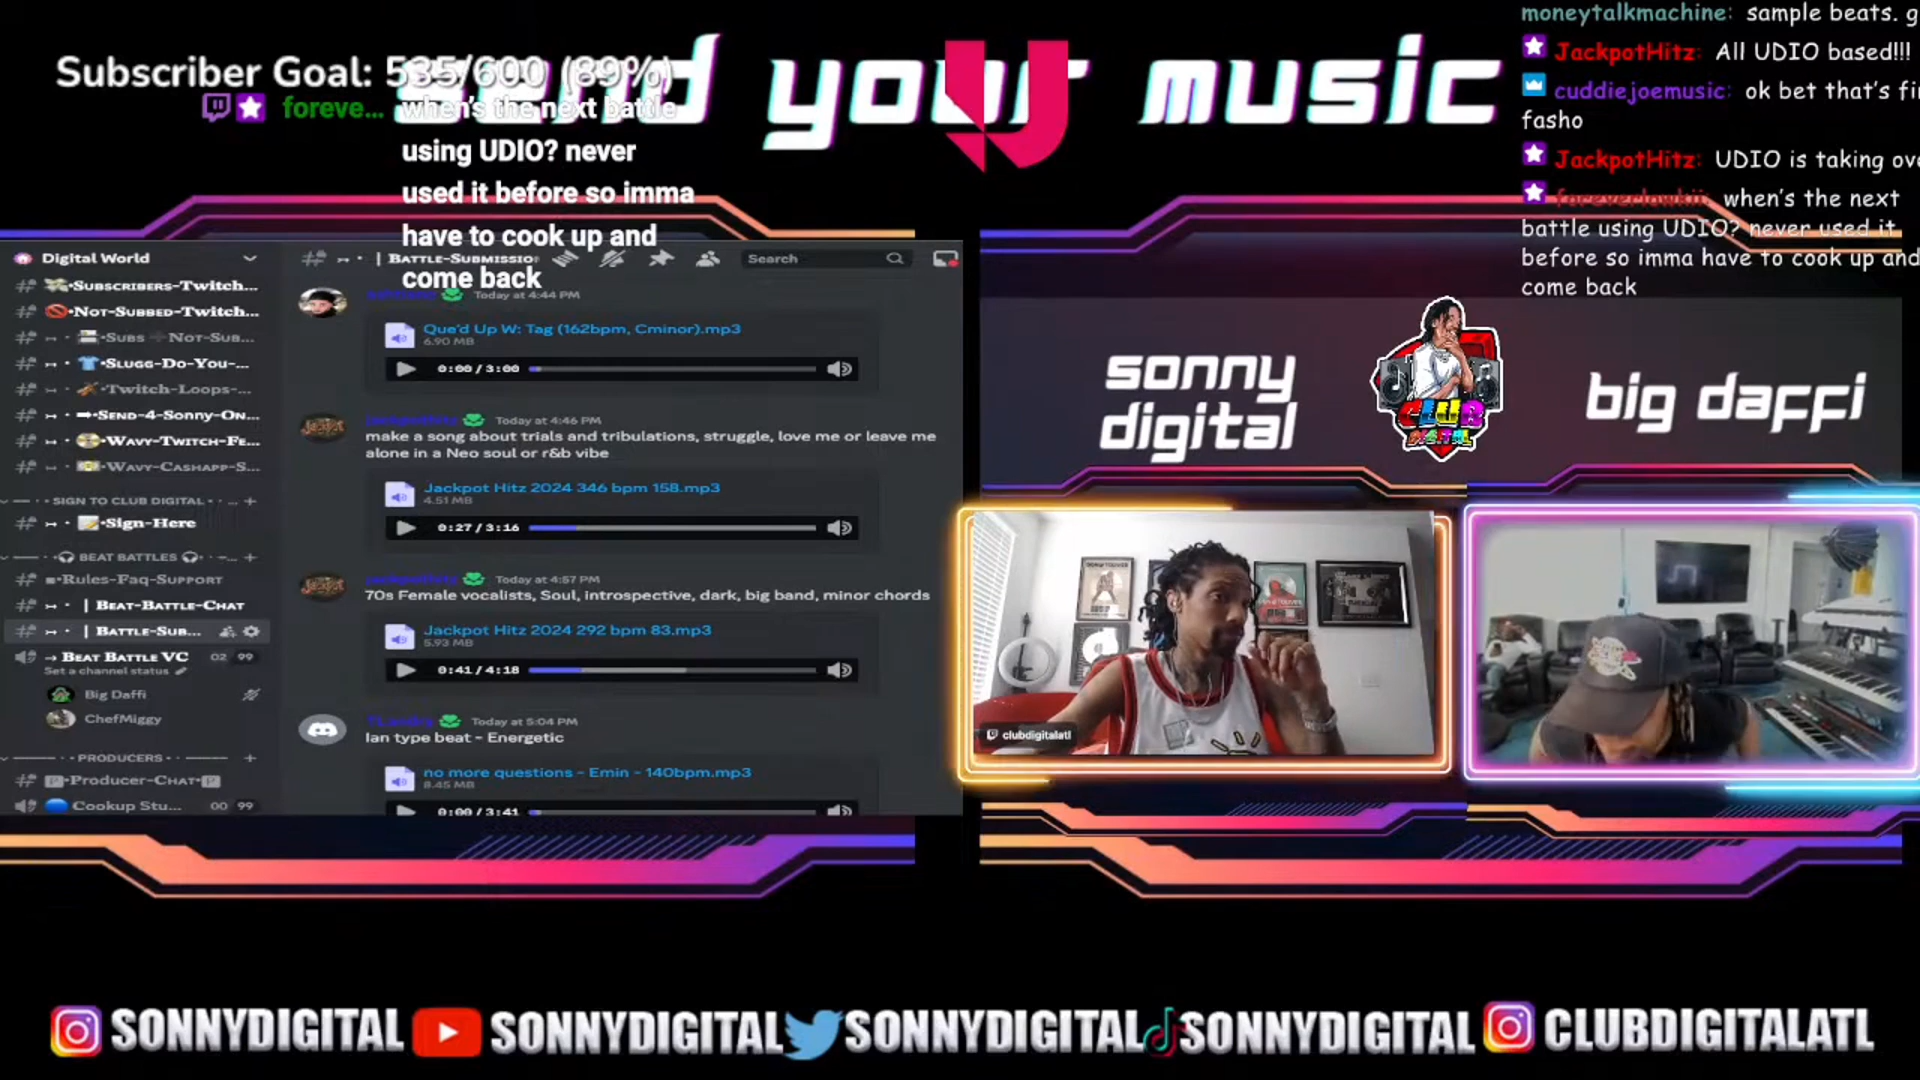 Subscriber Goal: 535/600 (89%)
send your music
foreve...
when's the next battle
using UDIO? never
used it before so imma
have to cook up and
come back
moneytalkmachine: sample beats. g
JackpotHitz: All UDIO based!!!
cuddiejoemusic: ok bet that's fi
fasho
JackpotHitz: UDIO is taking ov
foreverlowkii: when's the next
battle using UDIO? never used it
before so imma have to cook up and
come back
Digital World
Subscribers-Twitch...
Not-Subbed-Twitch...
Subs Not-Sub...
Slugg-Do-You-...
Twitch-Loops-...
Send-4-Sonny-On...
Wavy-Twitch-Fe...
Wavy-Cashapp-S...
SIGN TO CLUB DIGITAL
Sign-Here
BEAT BATTLES
Rules-Faq-Support
| Beat-Battle-Chat
| Battle-Sub...
→ Beat Battle VC 02 99
Set a channel status
Big Daffi
ChefMiggy
PRODUCERS
Producer-Chat
Cookup Stu... 00 99
| Battle-Submissio
Search
Today at 4:44 PM
Que'd Up W: Tag (162bpm, Cminor).mp3
6.90 MB
0:00 / 3:00
Today at 4:46 PM
make a song about trials and tribulations, struggle, love me or leave me
alone in a Neo soul or r&b vibe
Jackpot Hitz 2024 346 bpm 158.mp3
4.51 MB
0:27 / 3:16
Today at 4:57 PM
70s Female vocalists, Soul, introspective, dark, big band, minor chords
Jackpot Hitz 2024 292 bpm 83.mp3
5.93 MB
0:41 / 4:18
Today at 5:04 PM
Ian type beat - Energetic
no more questions - Emin - 140bpm.mp3
8.45 MB
0:00 / 3:41
sonny
digital
CLUB
DIGITAL
big daffi
clubdigitalatl
SONNYDIGITAL
SONNYDIGITAL
SONNYDIGITAL
SONNYDIGITAL
CLUBDIGITALATL